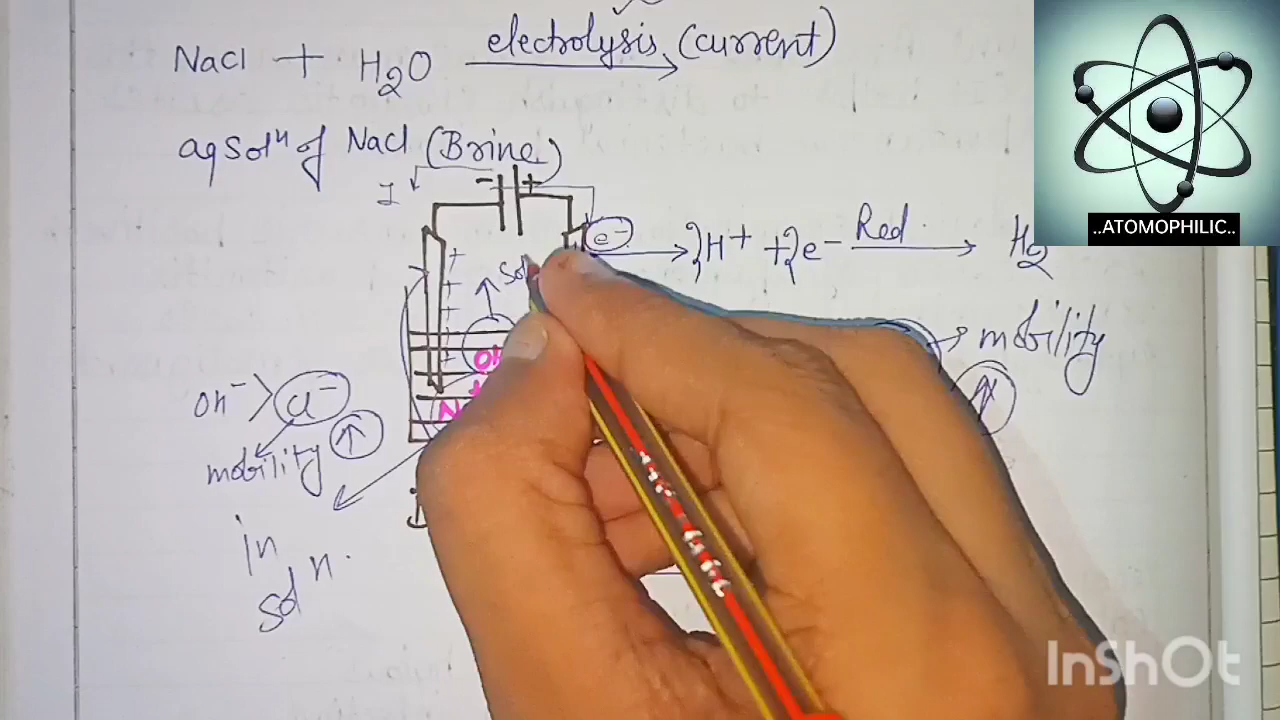 NaCl + H2O electrolysis (current)
aq Solⁿ of NaCl (Brine)
- +
I
e-
2H+ + 2e- Red. H2
+
+
+
+
mobility
OH- > Cl-
mobility
in
solⁿ.
..ATOMOPHILIC..
InShOt